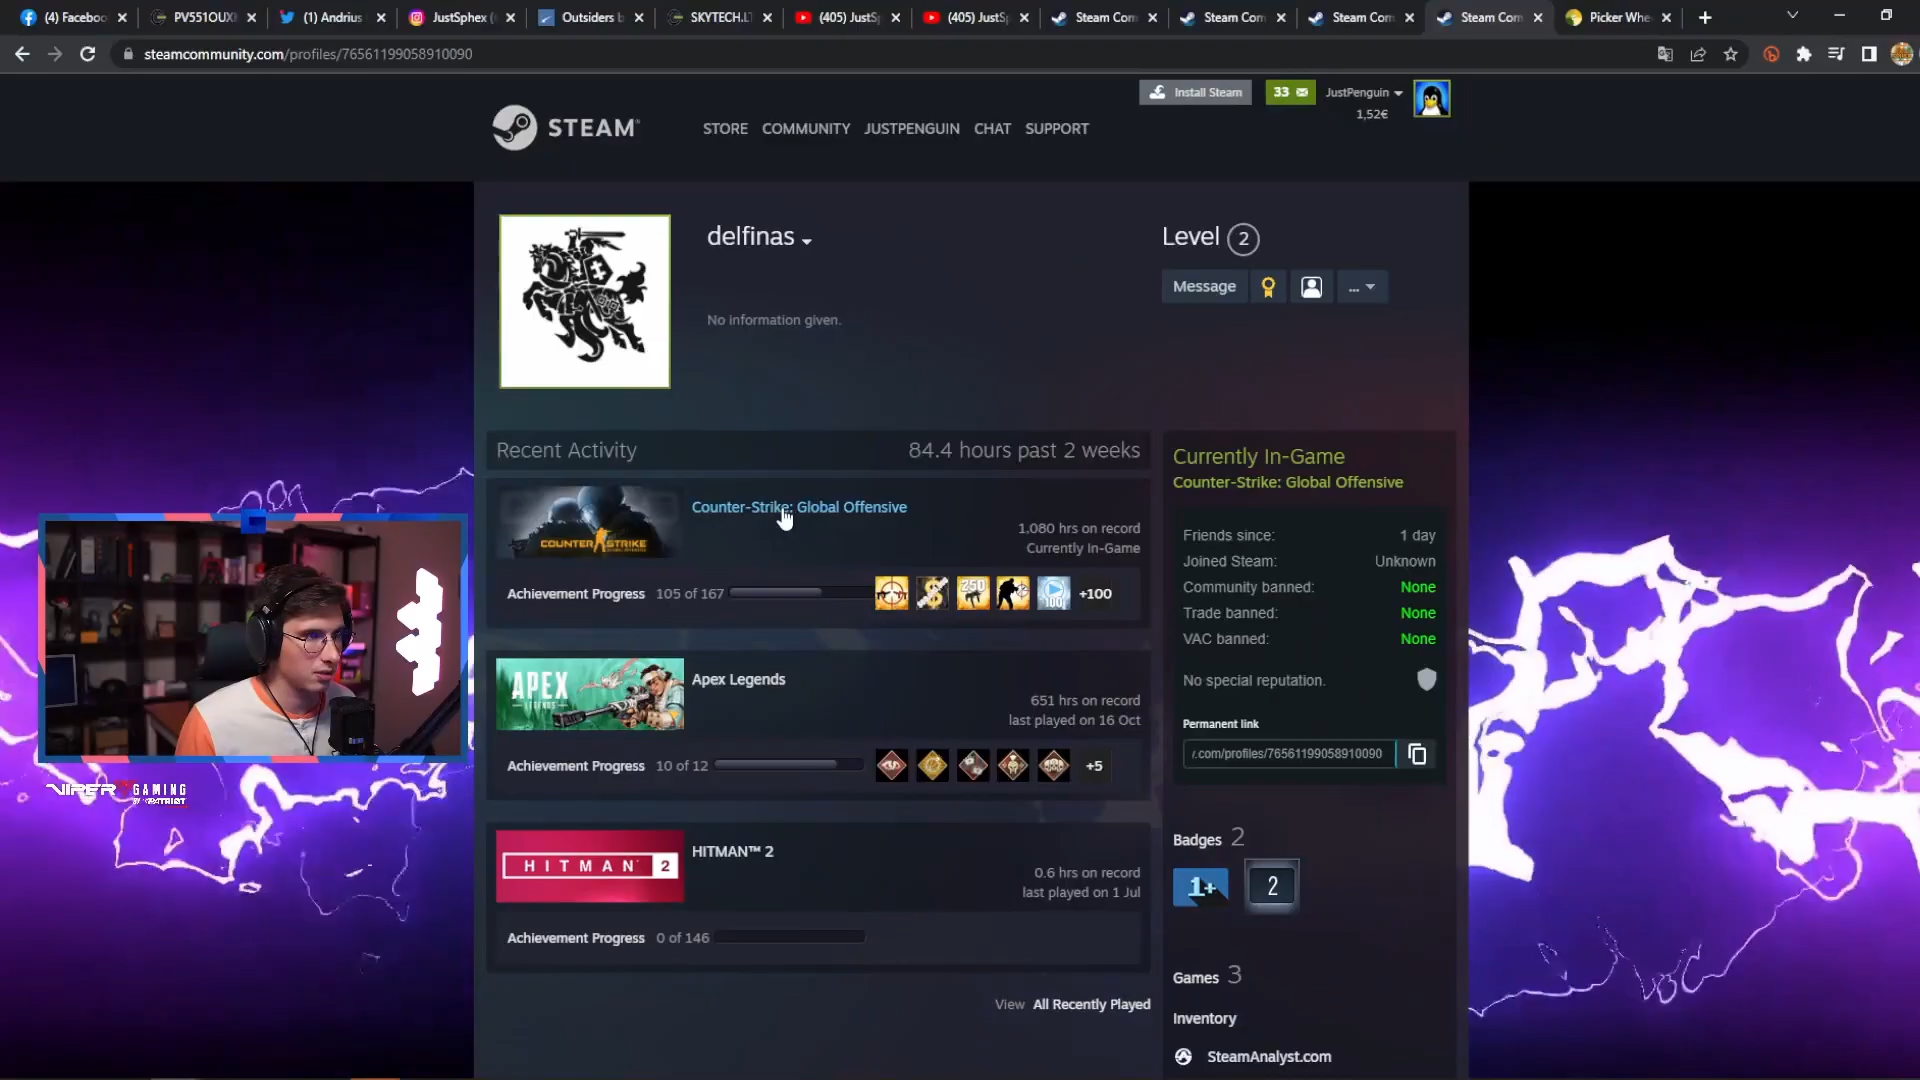 (4) Faceboo
PV551OUX
(1) Andrius
JustSphex (
Outsiders b
SKYTECH.L
(405) JustS
(405) JustS
Steam Com
Steam Com
Steam Com
Steam Com
Picker Whe
steamcommunity.com/profiles/76561199058910090
Install Steam
33
JustPenguin
1,52€
STEAM
STORE COMMUNITY JUSTPENGUIN CHAT SUPPORT
delfinas
No information given.
Level 2
Message
...
Recent Activity
84.4 hours past 2 weeks
COUNTER STRIKE
Counter-Strike: Global Offensive
1,080 hrs on record
Currently In-Game
Achievement Progress 105 of 167
250
100
+100
APEX
LEGENDS
Apex Legends
651 hrs on record
last played on 16 Oct
Achievement Progress 10 of 12
+5
HITMAN 2
HITMAN™ 2
0.6 hrs on record
last played on 1 Jul
Achievement Progress 0 of 146
View All Recently Played
Currently In-Game
Counter-Strike: Global Offensive
Friends since: 1 day
Joined Steam: Unknown
Community banned: None
Trade banned: None
VAC banned: None
No special reputation.
Permanent link
.com/profiles/76561199058910090
Badges 2
1+
2
Games 3
Inventory
SteamAnalyst.com
VIPER GAMING
BY PATRIOT